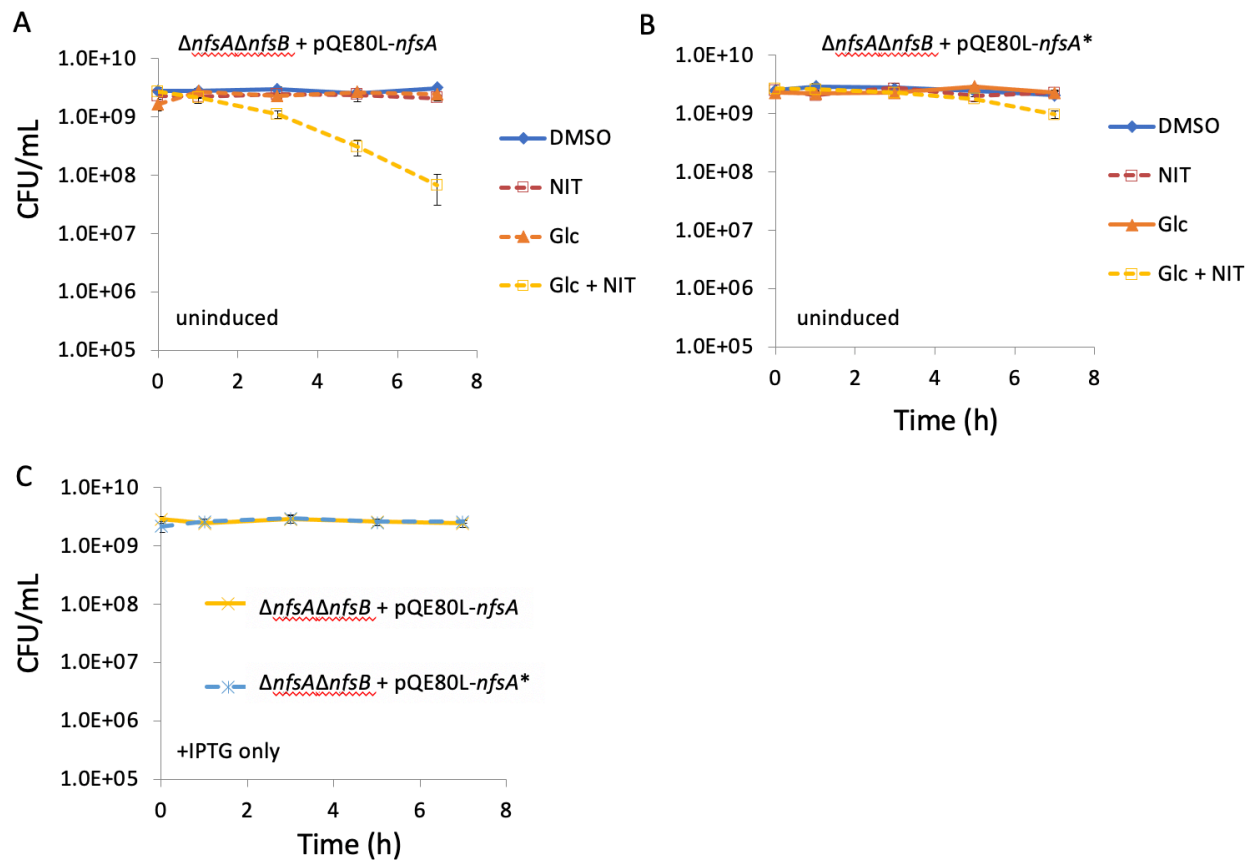 A
ΔnfsAΔnfsB + pQE80L-nfsA
1.0E+10
1.0E+09
1.0E+08
1.0E+07
1.0E+06
1.0E+05
CFU/mL
DMSO
NIT
Glc
Glc + NIT
uninduced
0 2 4 6 8
B
ΔnfsAΔnfsB + pQE80L-nfsA*
1.0E+10
1.0E+09
1.0E+08
1.0E+07
1.0E+06
1.0E+05
DMSO
NIT
Glc
Glc + NIT
uninduced
0 2 4 6 8
Time (h)
C
1.0E+10
1.0E+09
1.0E+08
1.0E+07
1.0E+06
1.0E+05
CFU/mL
ΔnfsAΔnfsB + pQE80L-nfsA
ΔnfsAΔnfsB + pQE80L-nfsA*
+IPTG only
0 2 4 6 8
Time (h)